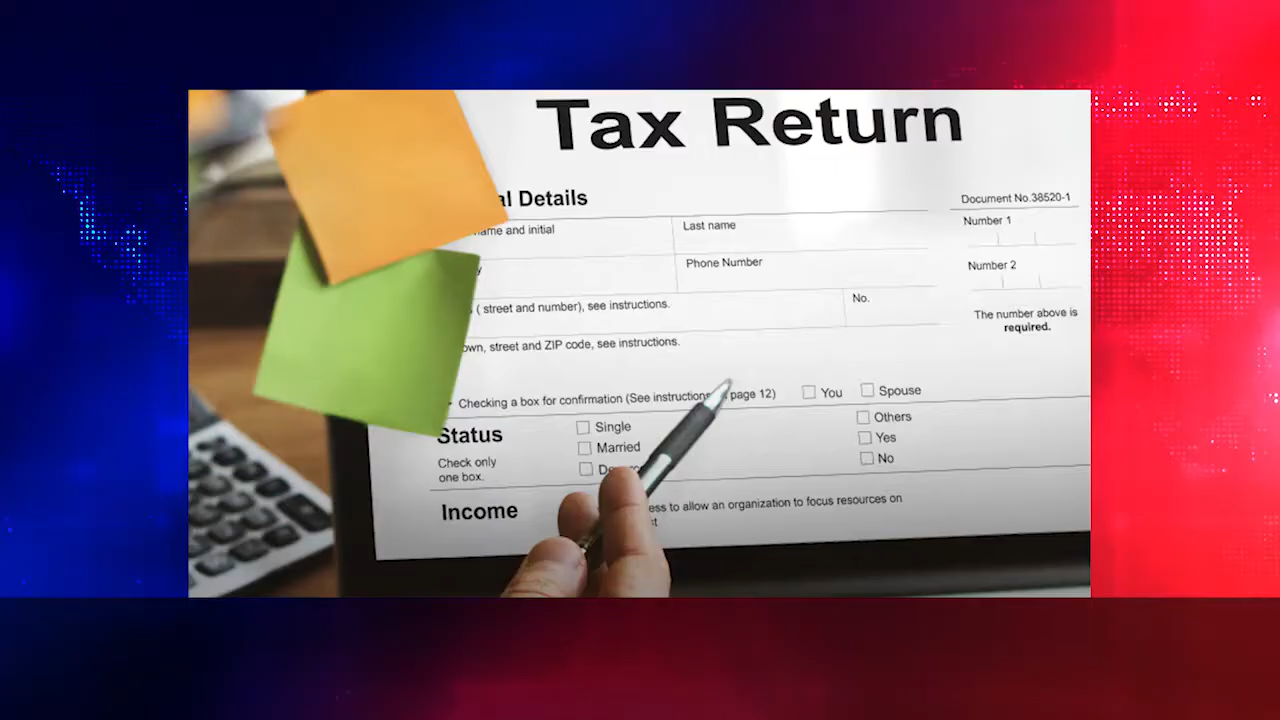 Tax Return
al Details
name and initial
Last name
Document No.38520-1
Number 1
y
Phone Number
Number 2
( street and number), see instructions.
No.
The number above is
required.
own, street and ZIP code, see instructions.
Checking a box for confirmation (See instructions page 12)
You
Spouse
Status
Single
Others
Married
Yes
Check only
one box.
No
Income
ess to allow an organization to focus resources on
st